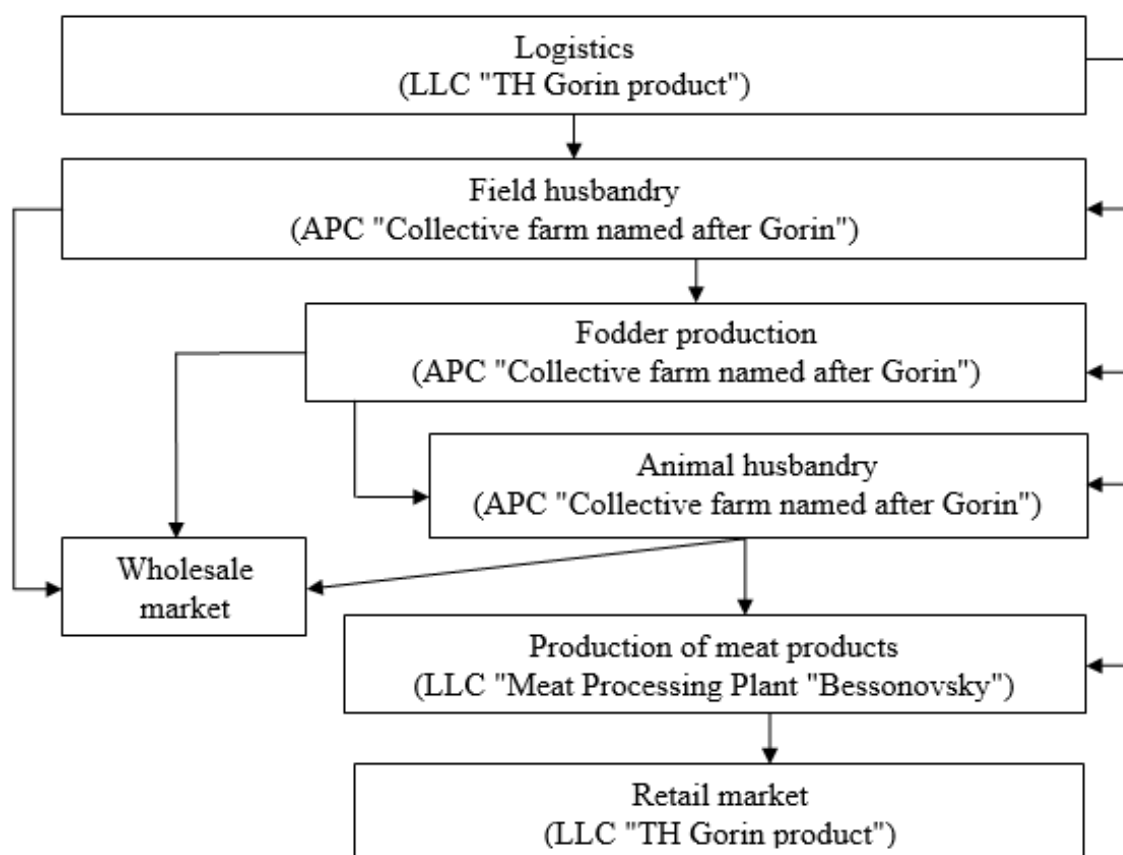 Logistics
(LLC "TH Gorin product")
Field husbandry
(APC "Collective farm named after Gorin")
Fodder production
(APC "Collective farm named after Gorin")
Animal husbandry
(APC "Collective farm named after Gorin")
Wholesale
market
Production of meat products
(LLC "Meat Processing Plant "Bessonovsky")
Retail market
(LLC "TH Gorin product")